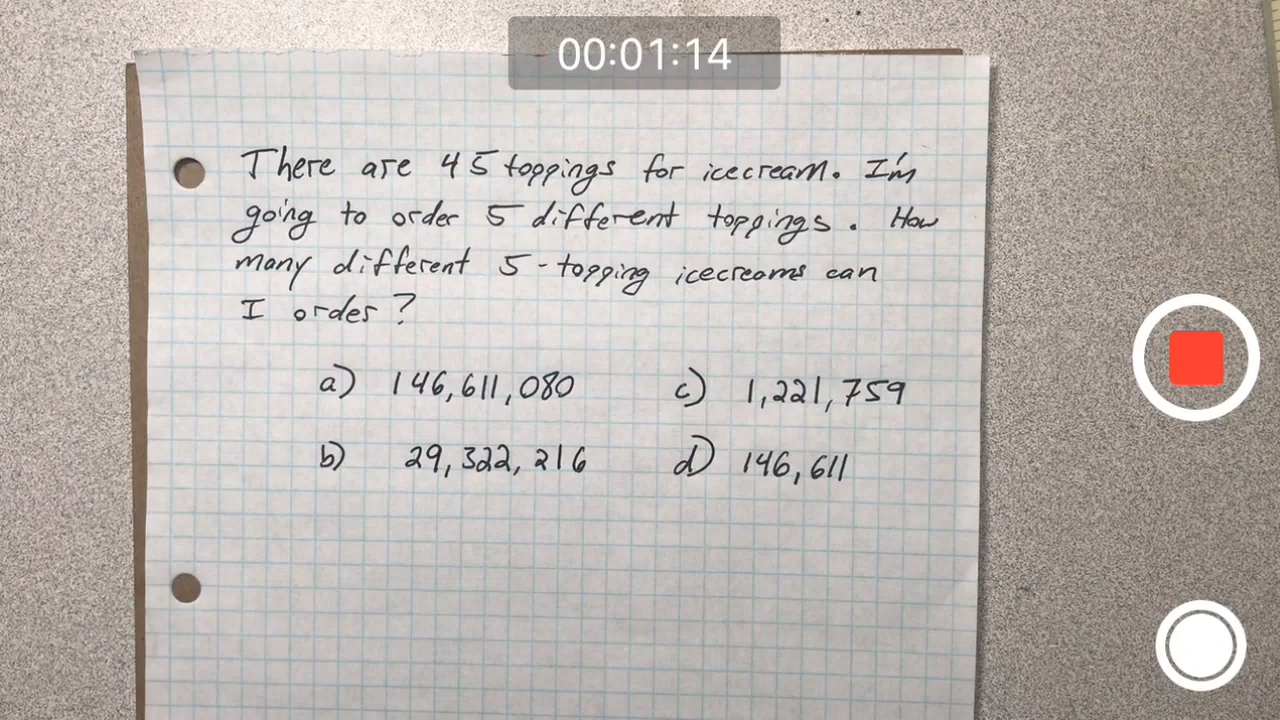 00:01:14
There are 45 toppings for icecream. I'm
going to order 5 different toppings. How
many different 5-topping icecreams can
I order?
a) 146,611,080 c) 1,221,759
b) 29,322,216 d) 146,611